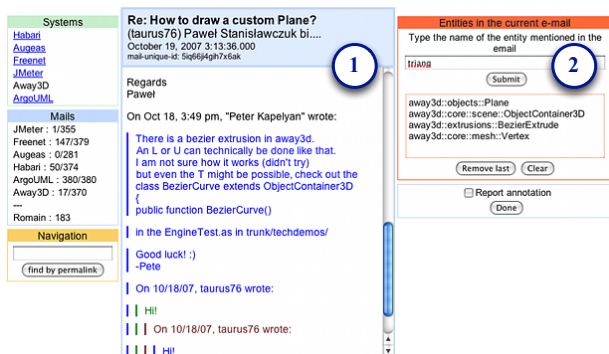 Systems
Habari
Augeas
Freenet
JMeter
Away3D
ArgoUML
Mails
JMeter : 1/355
Freenet : 147/379
Augeas : 0/281
Habari : 50/374
ArgoUML : 380/380
Away3D : 17/370
---
Romain : 183
Navigation
find by permalink
Re: How to draw a custom Plane?
(taurus76) Paweł Stanisławczuk bi....
October 19, 2007 3:13:36.000
mail-unique-id: 5iq66ji4gih7x6ak
1
Regards
Paweł
On Oct 18, 3:49 pm, "Peter Kapelyan" wrote:
There is a bezier extrusion in away3d.
An L or U can technically be done like that.
I am not sure how it works (didn't try)
but even the T might be possible, check out the
class BezierCurve extends ObjectContainer3D
{
public function BezierCurve()
in the EngineTest.as in trunk/techdemos/
Good luck! :)
-Pete
On 10/18/07, taurus76 wrote:
Hi!
On 10/18/07, taurus76 wrote:
Hi!
Entities in the current e-mail
Type the name of the entity mentioned in the
email
triang
2
Submit
away3d::objects::Plane
away3d::core::scene::ObjectContainer3D
away3d::extrusions::BezierExtrude
away3d::core::mesh::Vertex
Remove last Clear
Report annotation
Done